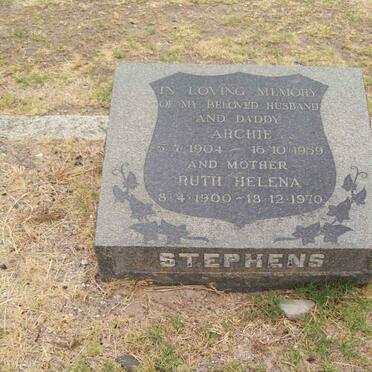 IN LOVING MEMORY
OF MY BELOVED HUSBAND
AND DADDY
ARCHIE
5·7·1904 – 16·10·1959
AND MOTHER
RUTH HELENA
8·4·1900 – 18·12·1970
STEPHENS